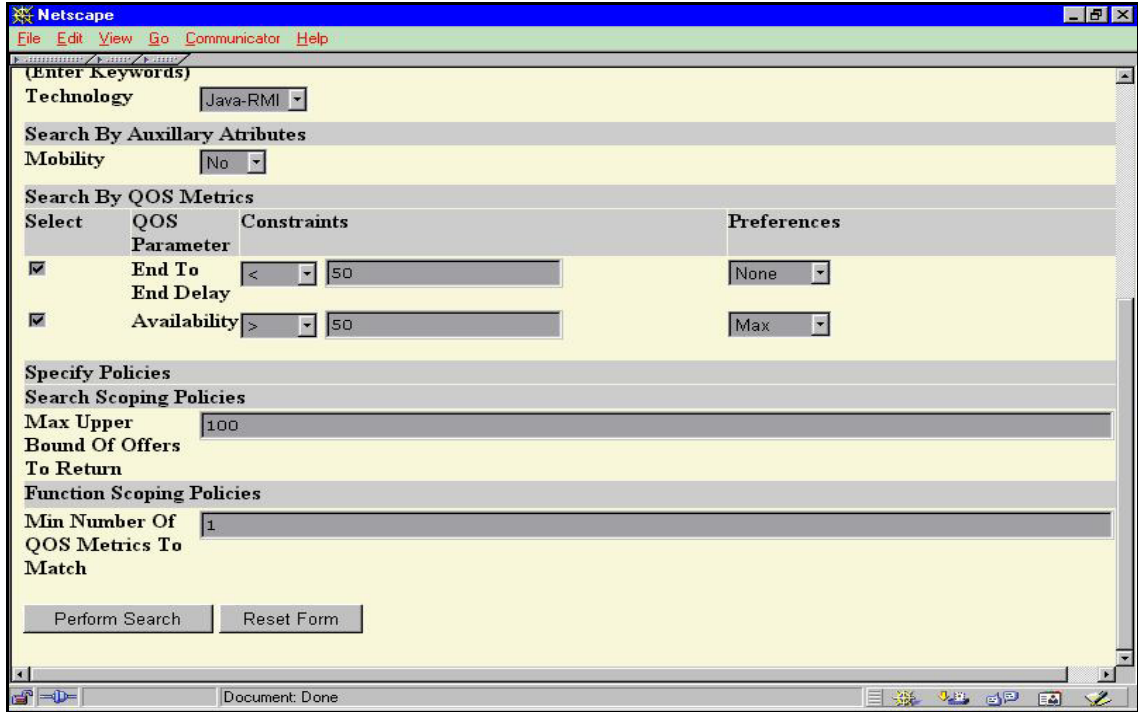 Netscape
File Edit View Go Communicator Help
(Enter Keywords)
Technology Java-RMI
Search By Auxillary Atributes
Mobility No
Search By QOS Metrics
Select QOS Parameter Constraints Preferences
End To End Delay < 50 None
Availability > 50 Max
Specify Policies
Search Scoping Policies
Max Upper Bound Of Offers To Return 100
Function Scoping Policies
Min Number Of QOS Metrics To Match 1
Perform Search Reset Form
Document: Done